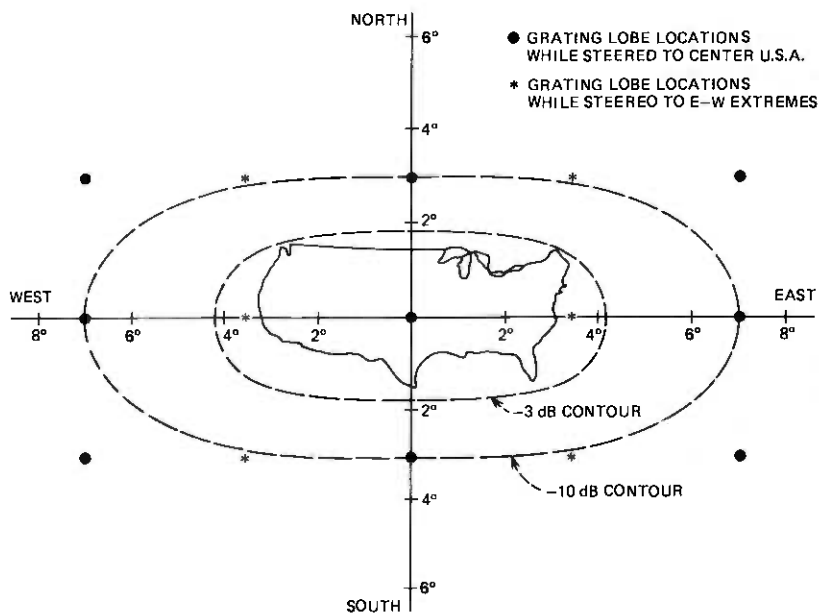 NORTH
6°
● GRATING LOBE LOCATIONS
WHILE STEERED TO CENTER U.S.A.
* GRATING LOBE LOCATIONS
WHILE STEEREO TO E-W EXTREMES
4°
2°
WEST
EAST
8°
6°
4°
2°
2°
4°
6°
8°
2°
-3 dB CONTOUR
4°
-10 dB CONTOUR
6°
SOUTH